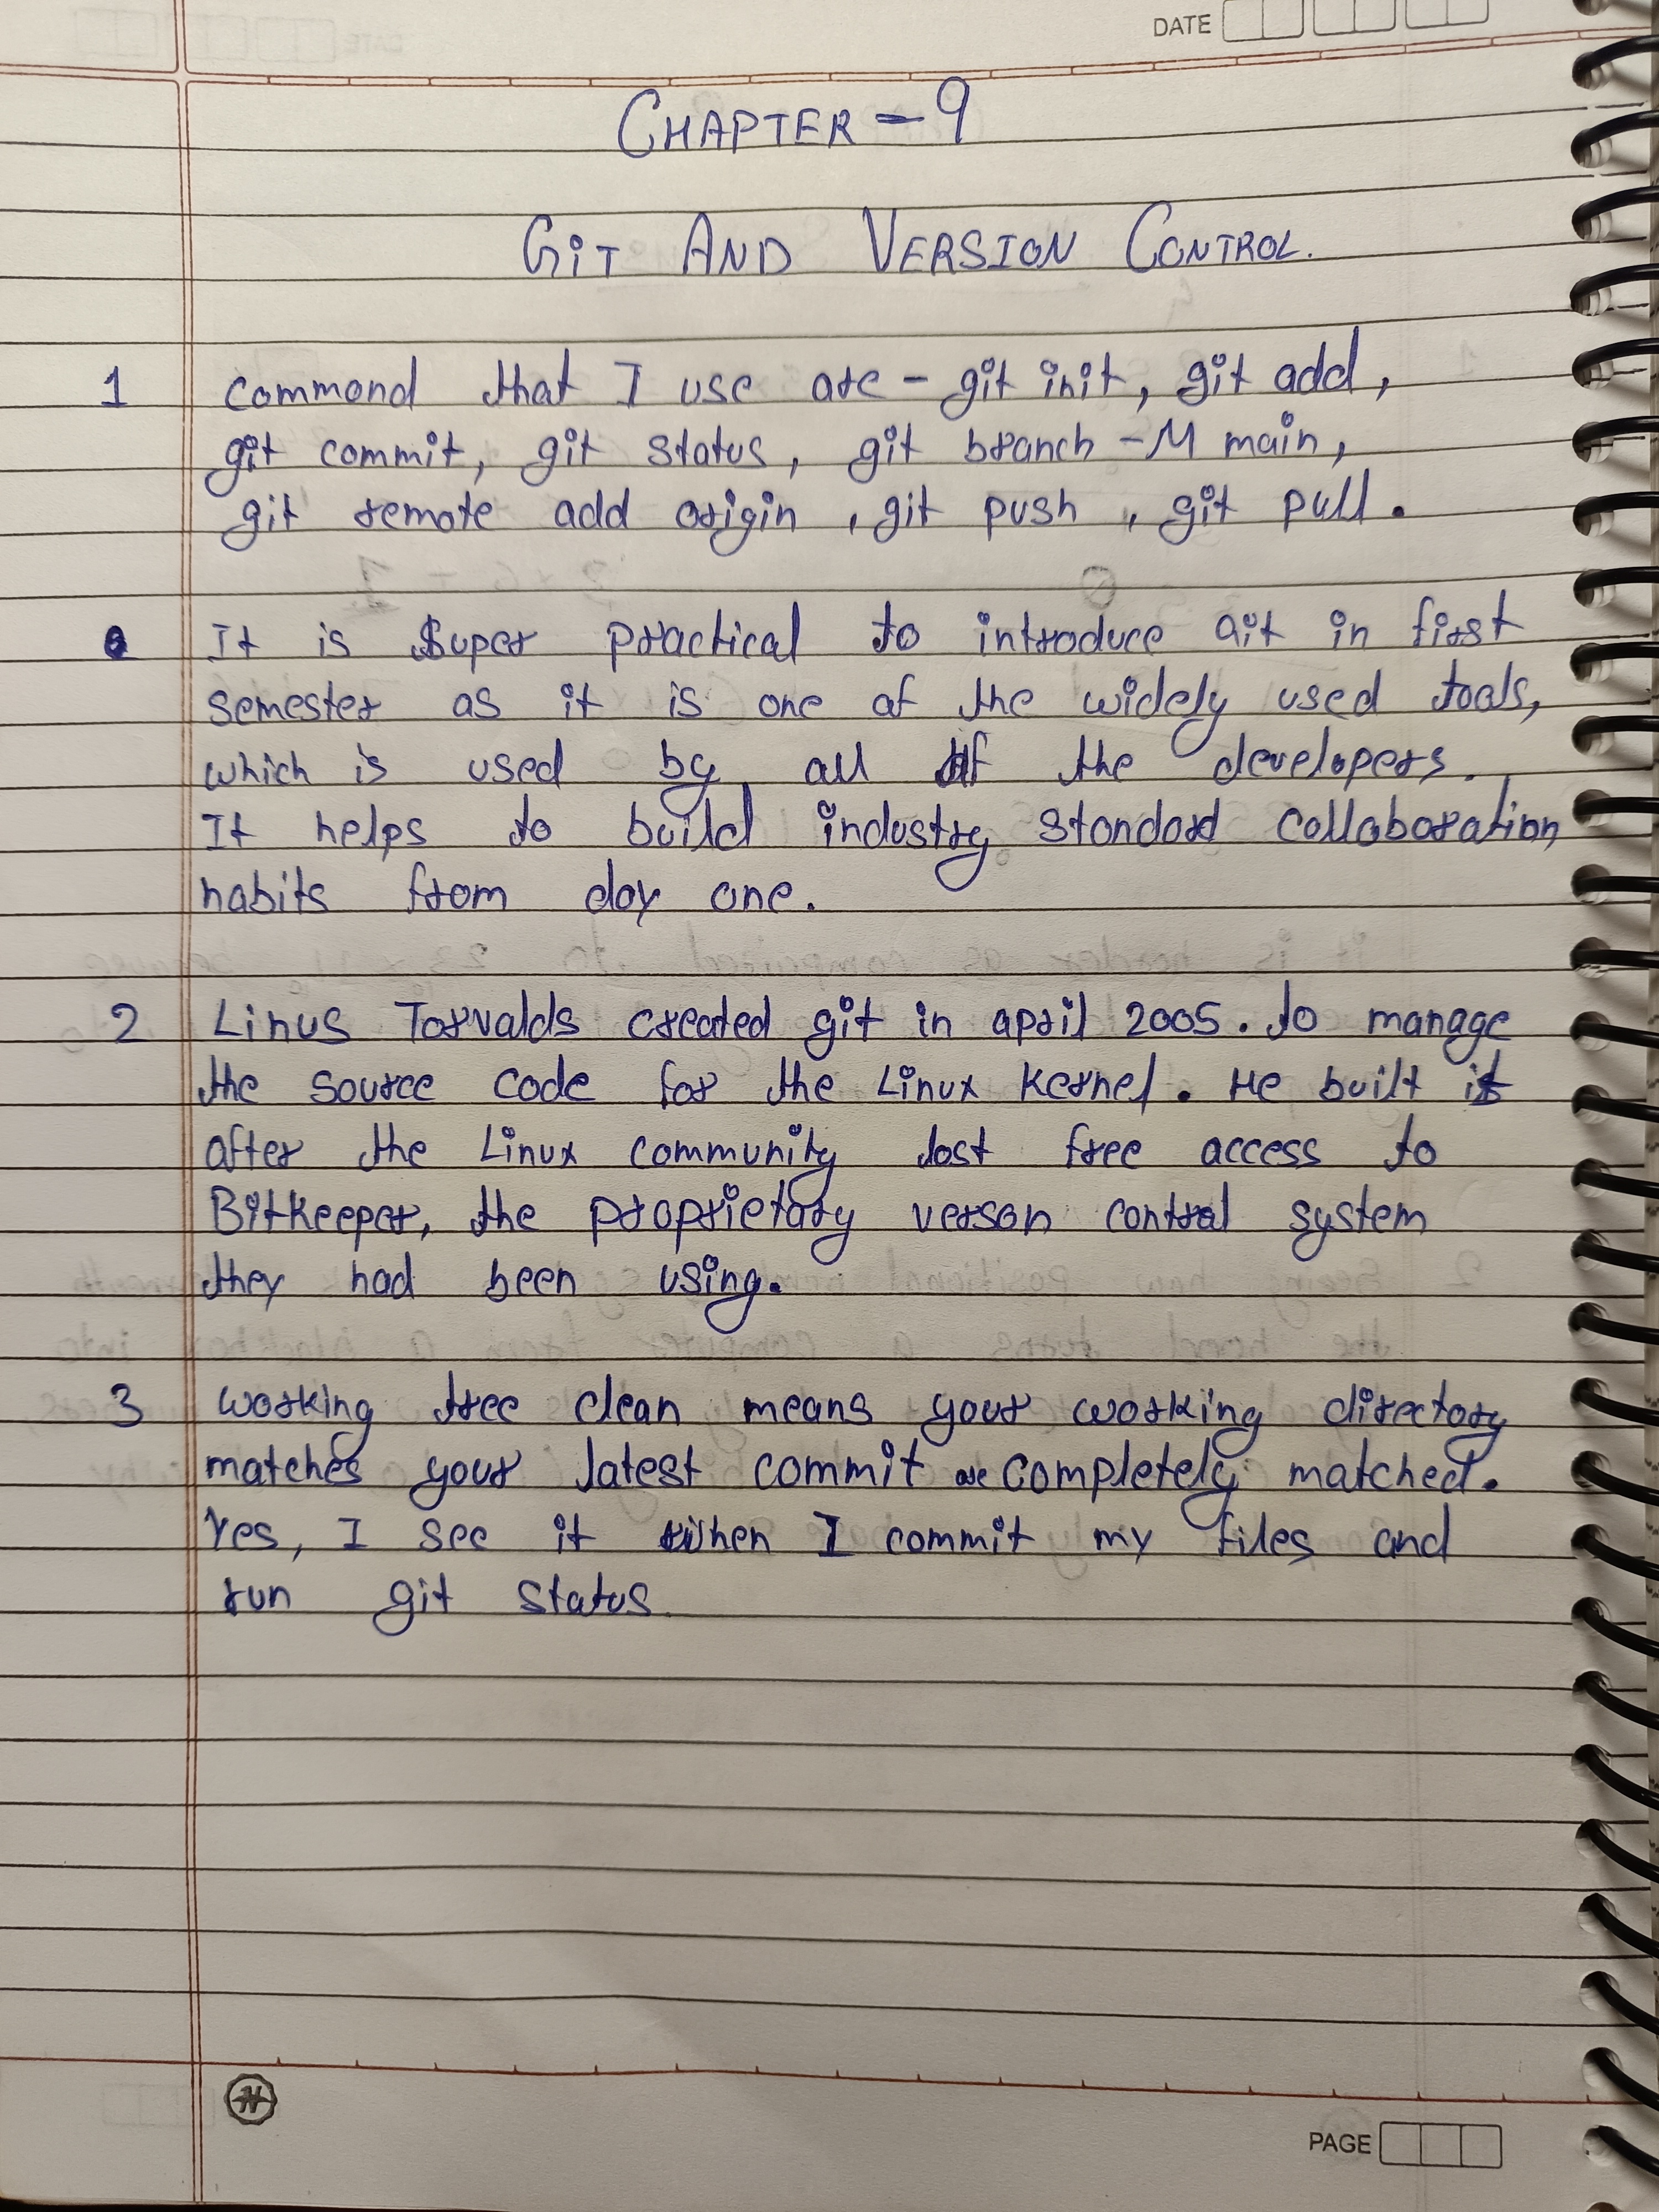 DATE
CHAPTER - 9
GIT AND VERSION CONTROL.
1 Command that I use are - git init, git add,
git commit, git status, git branch -M main,
git remote add origin, git push, git pull.
It is Super practical to introduce Git in first
semester as it is one of the widely used tools,
which is used by all of the developers.
It helps to build industry standard collaboration
habits from day one.
2 Linus Torvalds created git in april 2005. to manage
the source code for the Linux Kernel. He built it
after the Linux community lost free access to
BitKeeper, the proprietary verson control system
they had been using.
3 Working tree clean means your working directory
matches your latest commit are completely matched.
Yes, I see it when I commit my files and
run git status.
PAGE